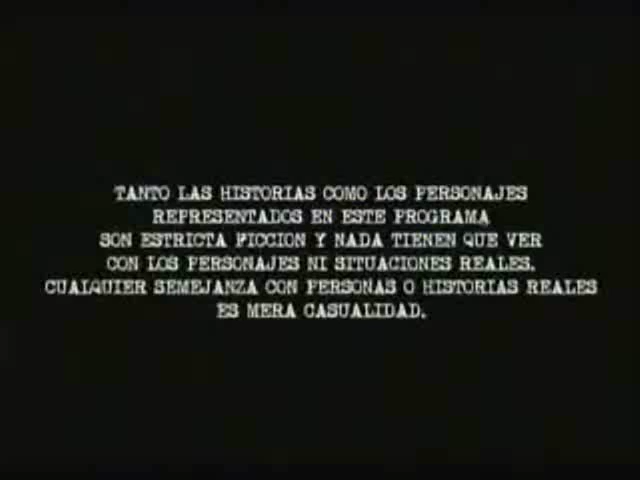 TANTO LAS HISTORIAS COMO LOS PERSONAJES
REPRESENTADOS EN ESTE PROGRAMA
SON ESTRICTA FICCION Y NADA TIENEN QUE VER
CON LOS PERSONAJES NI SITUACIONES REALES.
CUALQUIER SEMEJANZA CON PERSONAS O HISTORIAS REALES
ES MERA CASUALIDAD.